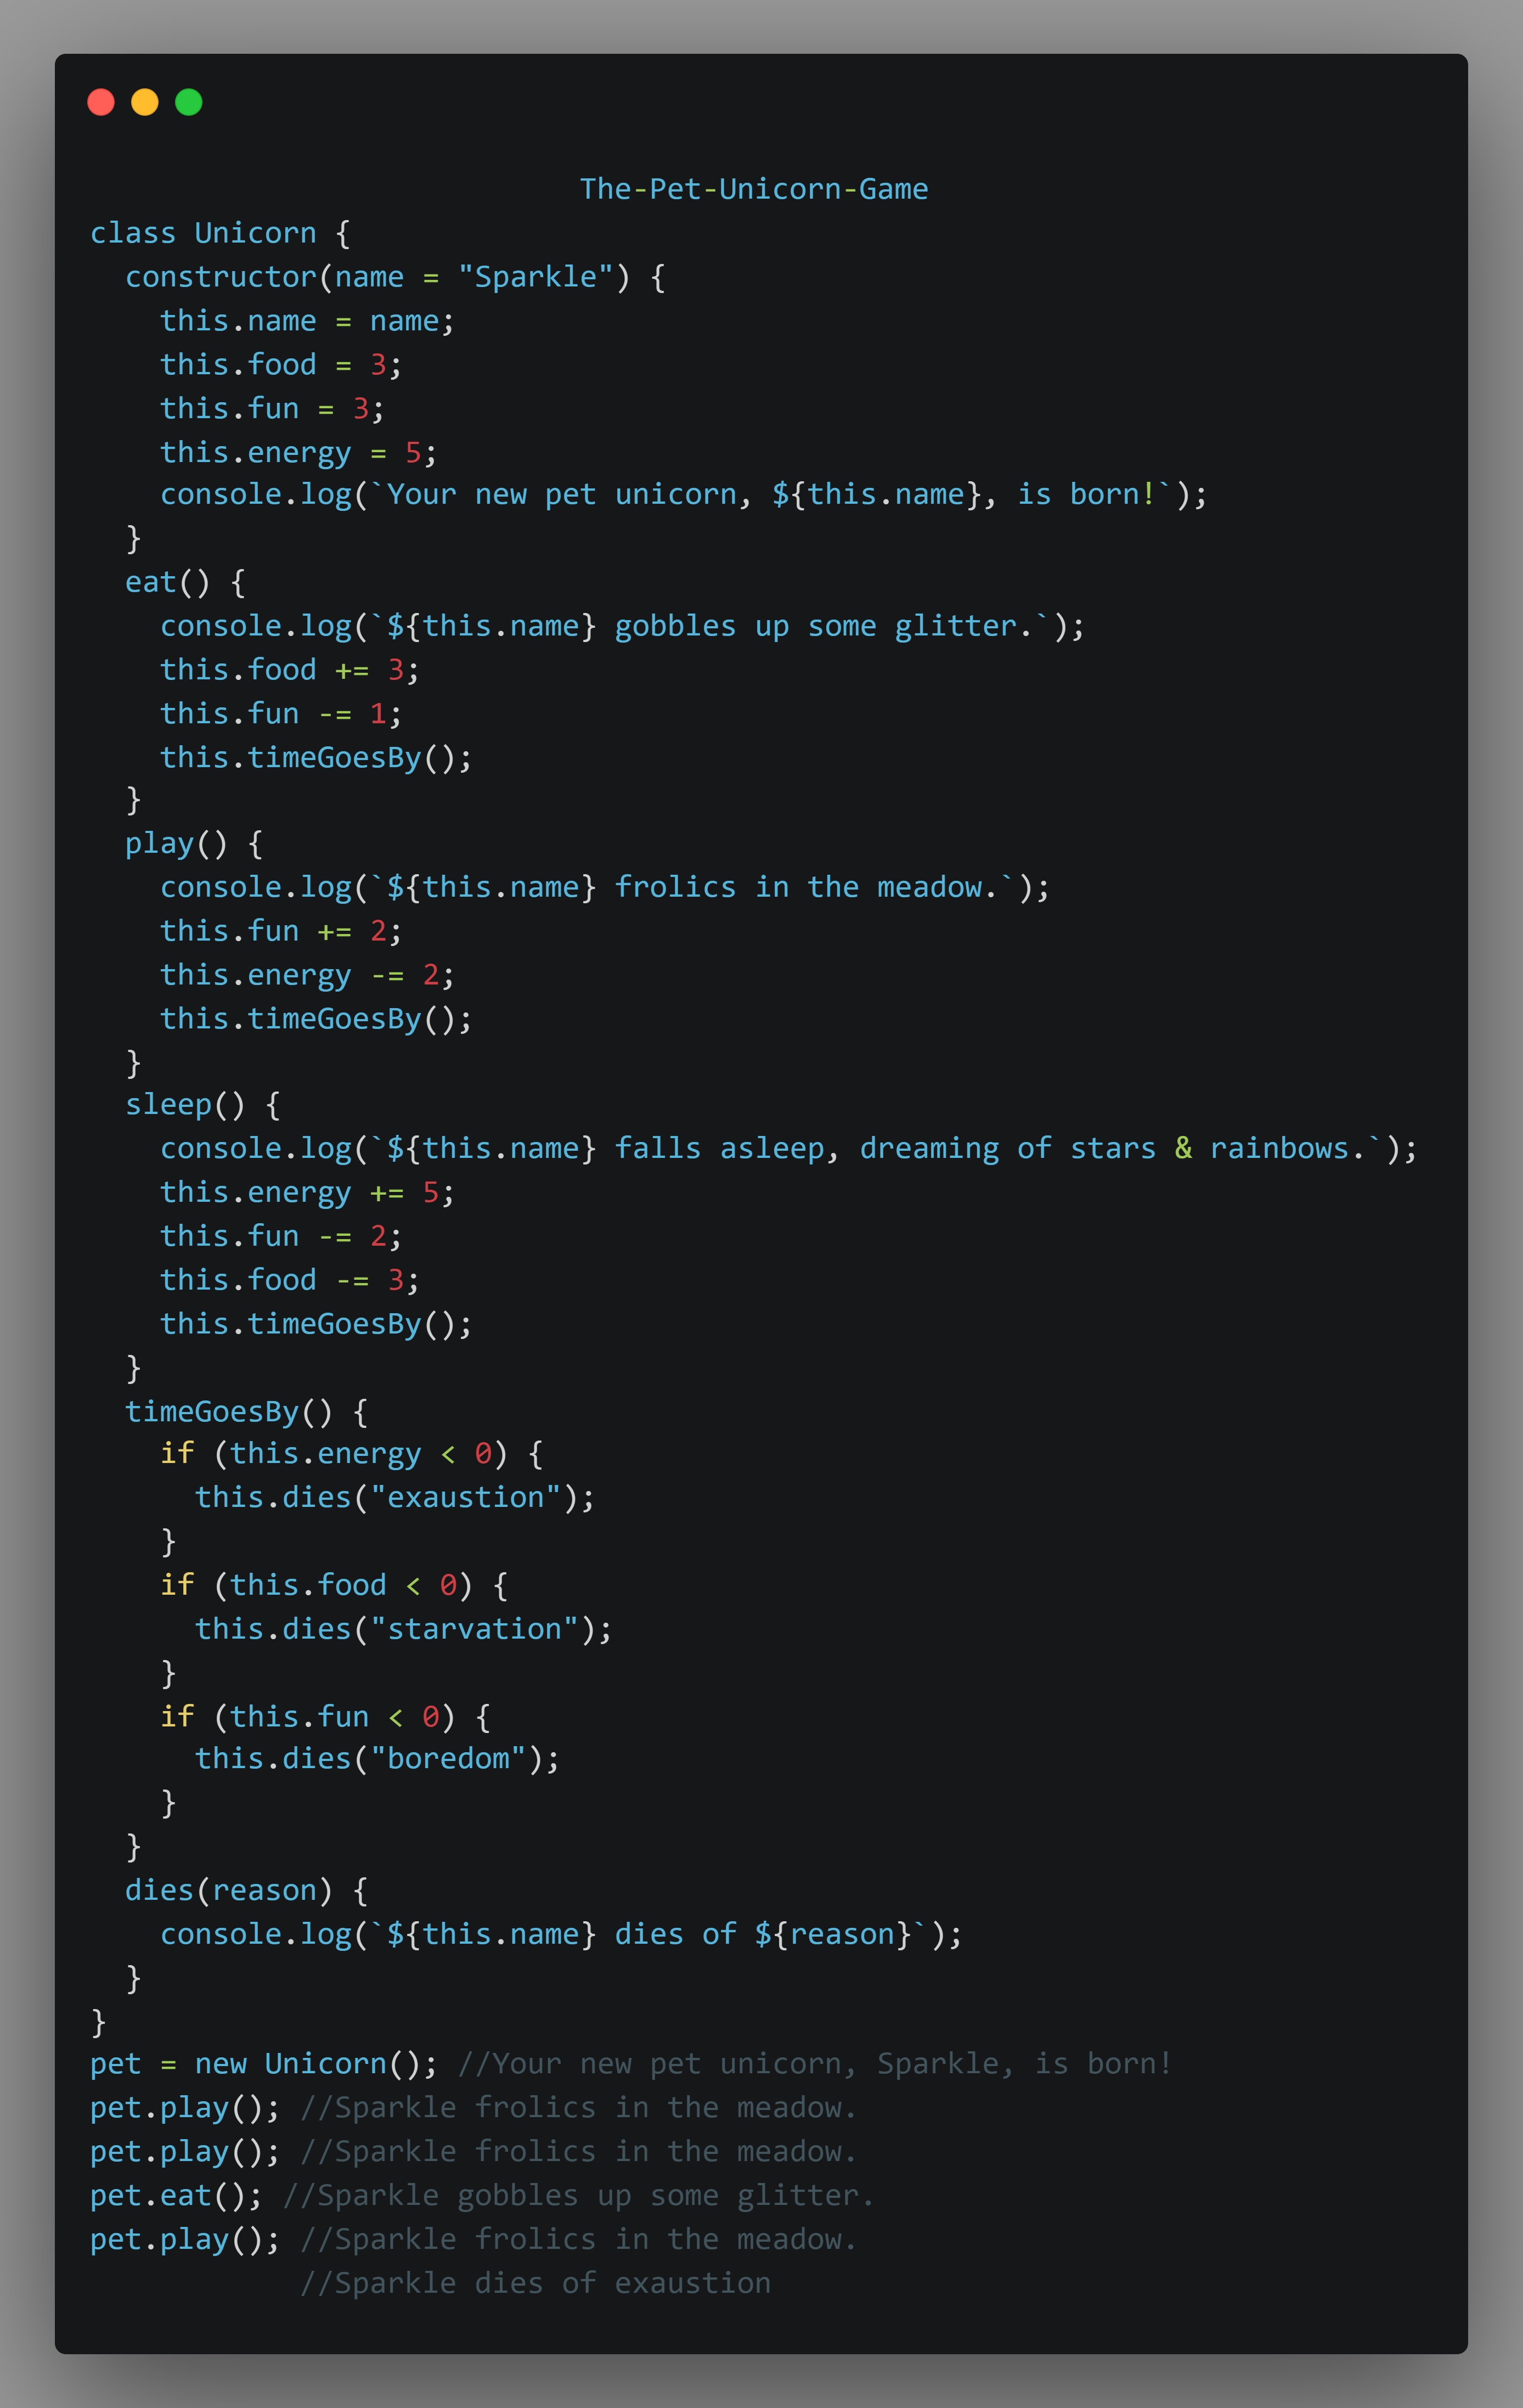 The-Pet-Unicorn-Game
class Unicorn {
  constructor(name = "Sparkle") {
    this.name = name;
    this.food = 3;
    this.fun = 3;
    this.energy = 5;
    console.log(`Your new pet unicorn, ${this.name}, is born!`);
  }
  eat() {
    console.log(`${this.name} gobbles up some glitter.`);
    this.food += 3;
    this.fun -= 1;
    this.timeGoesBy();
  }
  play() {
    console.log(`${this.name} frolics in the meadow.`);
    this.fun += 2;
    this.energy -= 2;
    this.timeGoesBy();
  }
  sleep() {
    console.log(`${this.name} falls asleep, dreaming of stars & rainbows.`);
    this.energy += 5;
    this.fun -= 2;
    this.food -= 3;
    this.timeGoesBy();
  }
  timeGoesBy() {
    if (this.energy < 0) {
      this.dies("exaustion");
    }
    if (this.food < 0) {
      this.dies("starvation");
    }
    if (this.fun < 0) {
      this.dies("boredom");
    }
  }
  dies(reason) {
    console.log(`${this.name} dies of ${reason}`);
  }
}
pet = new Unicorn(); //Your new pet unicorn, Sparkle, is born!
pet.play(); //Sparkle frolics in the meadow.
pet.play(); //Sparkle frolics in the meadow.
pet.eat(); //Sparkle gobbles up some glitter.
pet.play(); //Sparkle frolics in the meadow.
            //Sparkle dies of exaustion